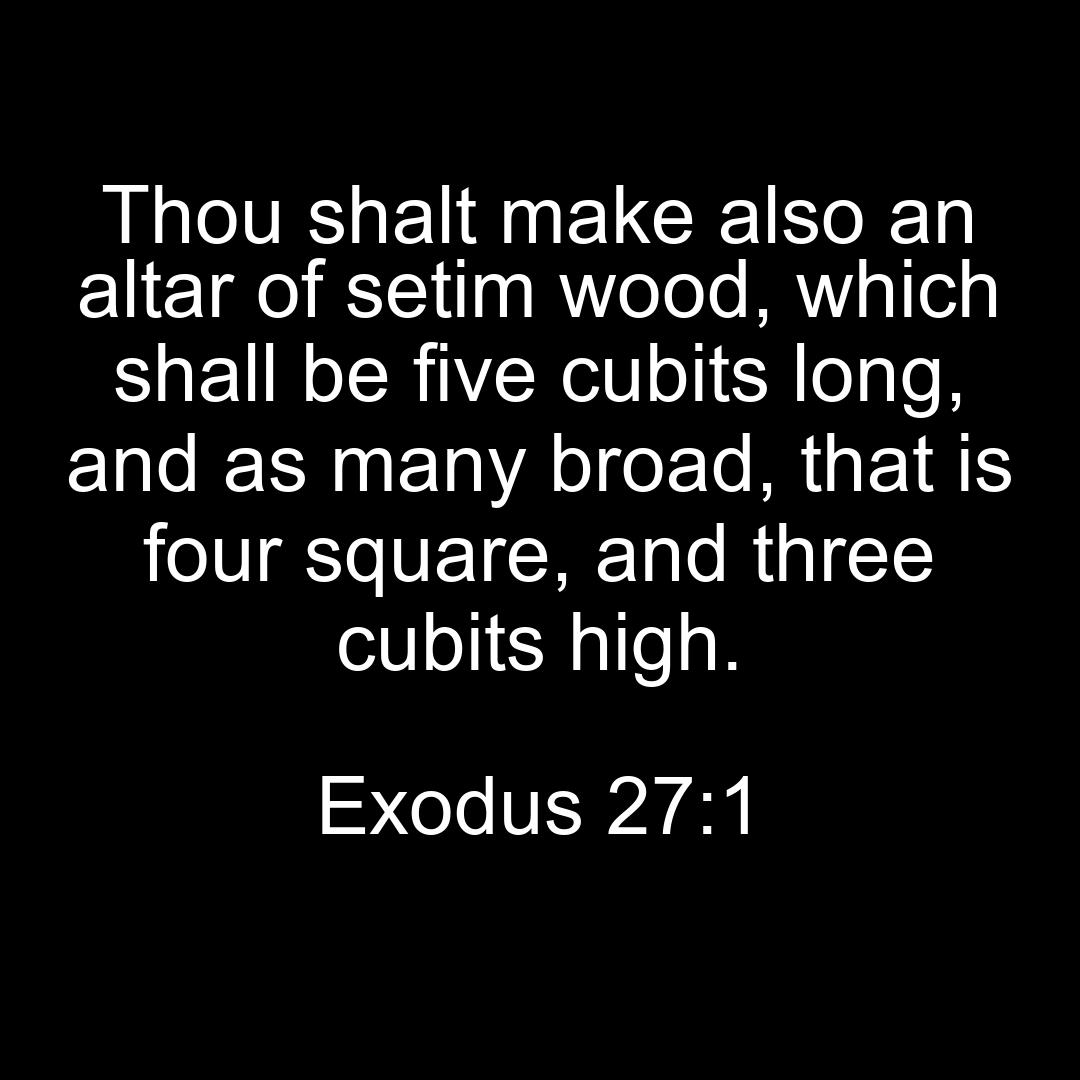 Thou shalt make also an
altar of setim wood, which
shall be five cubits long,
and as many broad, that is
four square, and three
cubits high.
Exodus 27:1